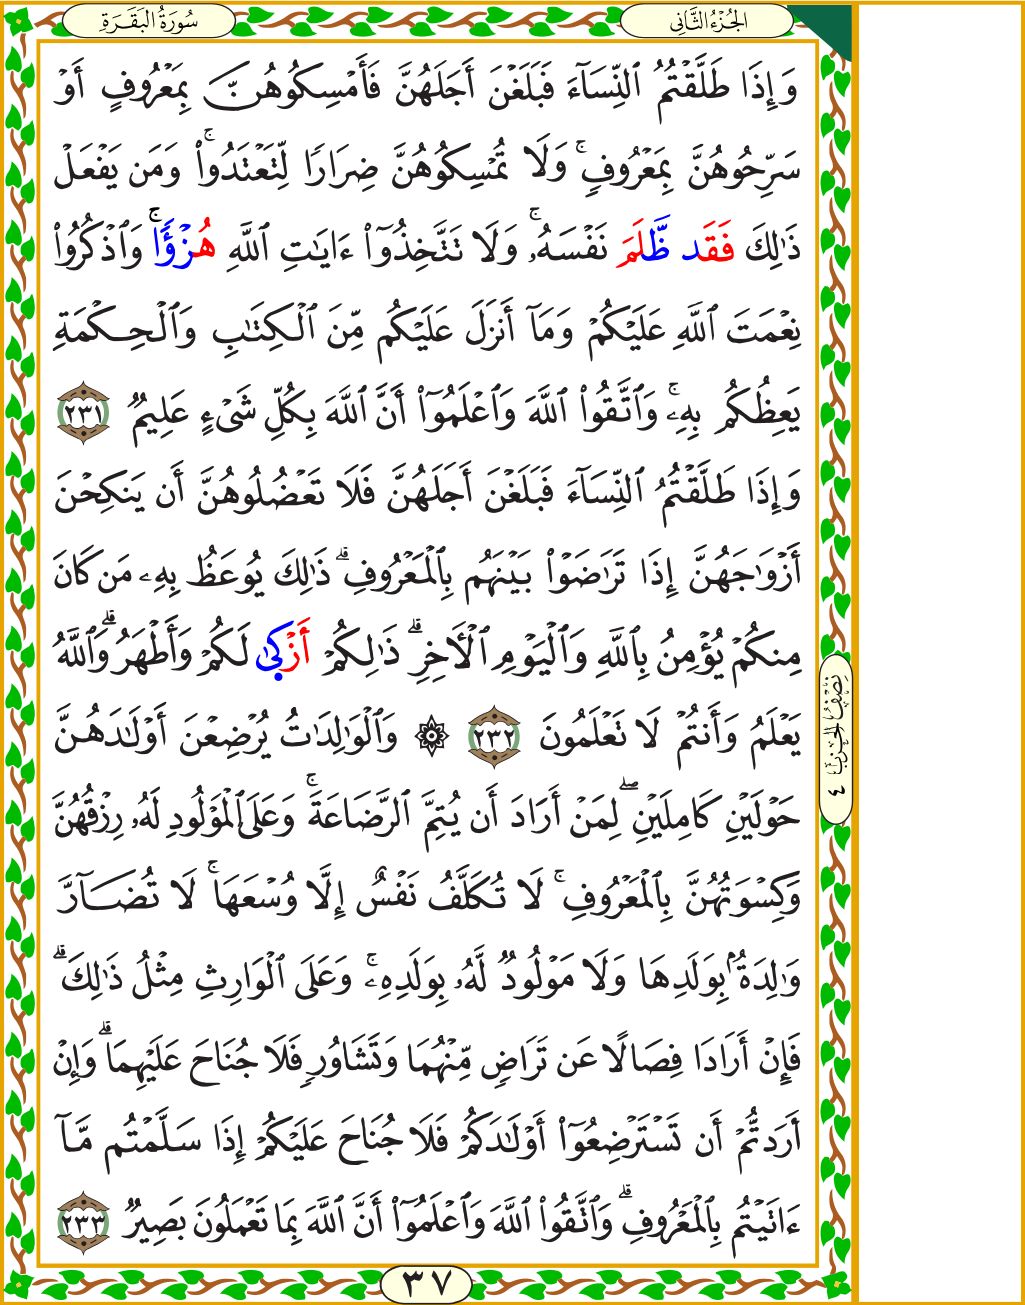 الجُزْءُ الثَّانِي
سُورَةُ البَقَرَةِ
وَإِذَا طَلَّقۡتُمُ ٱلنِّسَآءَ فَبَلَغۡنَ أَجَلَهُنَّ فَأَمۡسِكُوهُنَّ بِمَعۡرُوفٍ أَوۡ
سَرِّحُوهُنَّ بِمَعۡرُوفٖۚ وَلَا تُمۡسِكُوهُنَّ ضِرَارٗا لِّتَعۡتَدُواْۚ وَمَن يَفۡعَلۡ
ذَٰلِكَ فَقَد ظَّلَمَ نَفۡسَهُۥۚ وَلَا تَتَّخِذُوٓاْ ءَايَٰتِ ٱللَّهِ هُزۡؤٗاۚ وَٱذۡكُرُواْ
نِعۡمَتَ ٱللَّهِ عَلَيۡكُمۡ وَمَآ أَنزَلَ عَلَيۡكُم مِّنَ ٱلۡكِتَٰبِ وَٱلۡحِكۡمَةِ
يَعِظُكُم بِهِۦۚ وَٱتَّقُواْ ٱللَّهَ وَٱعۡلَمُوٓاْ أَنَّ ٱللَّهَ بِكُلِّ شَيۡءٍ عَلِيمٞ ٢٣١
وَإِذَا طَلَّقۡتُمُ ٱلنِّسَآءَ فَبَلَغۡنَ أَجَلَهُنَّ فَلَا تَعۡضُلُوهُنَّ أَن يَنكِحۡنَ
أَزۡوَٰجَهُنَّ إِذَا تَرَٰضَوۡاْ بَيۡنَهُم بِٱلۡمَعۡرُوفِۗ ذَٰلِكَ يُوعَظُ بِهِۦ مَن كَانَ
مِنكُمۡ يُؤۡمِنُ بِٱللَّهِ وَٱلۡيَوۡمِ ٱلۡأٓخِرِۗ ذَٰلِكُمۡ أَزۡكَىٰ لَكُمۡ وَأَطۡهَرُۗ وَٱللَّهُ
يَعۡلَمُ وَأَنتُمۡ لَا تَعۡلَمُونَ ٢٣٢ ۞ وَٱلۡوَٰلِدَٰتُ يُرۡضِعۡنَ أَوۡلَٰدَهُنَّ
حَوۡلَيۡنِ كَامِلَيۡنِۖ لِمَنۡ أَرَادَ أَن يُتِمَّ ٱلرَّضَاعَةَۚ وَعَلَى ٱلۡمَوۡلُودِ لَهُۥ رِزۡقُهُنَّ
وَكِسۡوَتُهُنَّ بِٱلۡمَعۡرُوفِۚ لَا تُكَلَّفُ نَفۡسٌ إِلَّا وُسۡعَهَاۚ لَا تُضَآرَّ
وَٰلِدَةُۢ بِوَلَدِهَا وَلَا مَوۡلُودٞ لَّهُۥ بِوَلَدِهِۦۚ وَعَلَى ٱلۡوَارِثِ مِثۡلُ ذَٰلِكَۗ
فَإِنۡ أَرَادَا فِصَالًا عَن تَرَاضٖ مِّنۡهُمَا وَتَشَاوُرٖ فَلَا جُنَاحَ عَلَيۡهِمَاۗ وَإِنۡ
أَرَدتُّمۡ أَن تَسۡتَرۡضِعُوٓاْ أَوۡلَٰدَكُمۡ فَلَا جُنَاحَ عَلَيۡكُمۡ إِذَا سَلَّمۡتُم مَّآ
ءَاتَيۡتُم بِٱلۡمَعۡرُوفِۗ وَٱتَّقُواْ ٱللَّهَ وَٱعۡلَمُوٓاْ أَنَّ ٱللَّهَ بِمَا تَعۡمَلُونَ بَصِيرٞ ٢٣٣
نِصۡفُ الحِزۡبِ ٤
٣٧